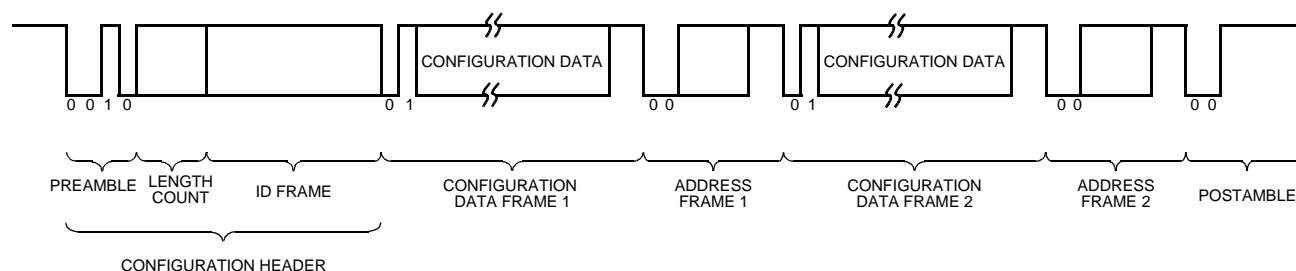 CONFIGURATION DATA
CONFIGURATION DATA
0 0 1 0
0 1
0 0
0 1
0 0
0 0
PREAMBLE
LENGTH
COUNT
ID FRAME
CONFIGURATION
DATA FRAME 1
ADDRESS
FRAME 1
CONFIGURATION
DATA FRAME 2
ADDRESS
FRAME 2
POSTAMBLE
CONFIGURATION HEADER